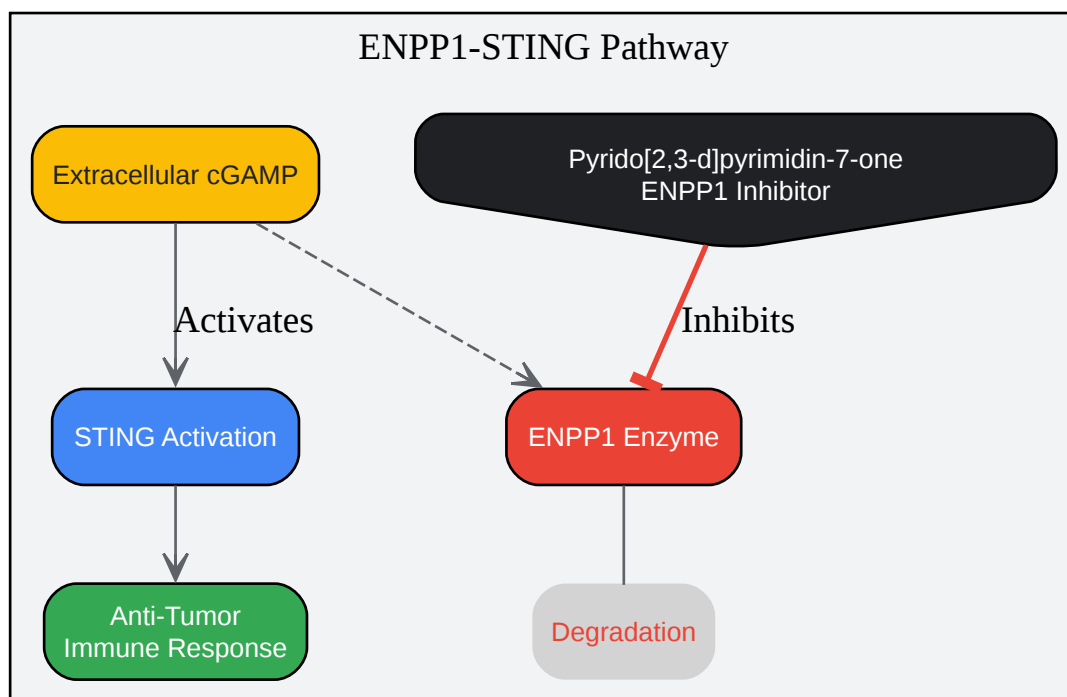 ENPP1-STING Pathway
Extracellular cGAMP
Pyrido[2,3-d]pyrimidin-7-one
ENPP1 Inhibitor
Activates
Inhibits
STING Activation
ENPP1 Enzyme
Anti-Tumor
Immune Response
Degradation